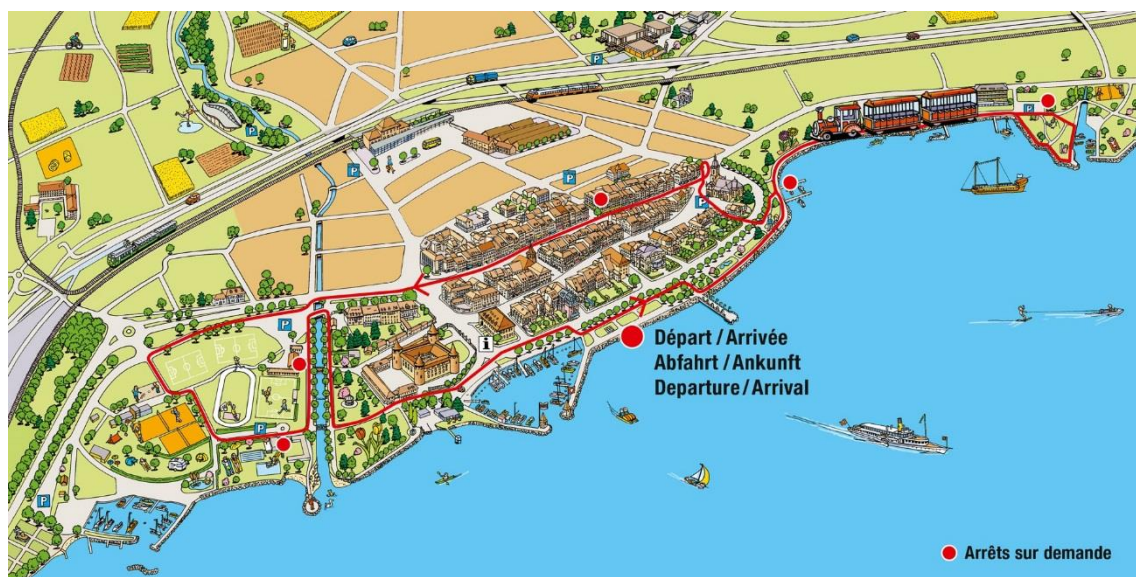 P
P
P
P
P
P
i
Départ / Arrivée
Abfahrt / Ankunft
Departure / Arrival
P
P
P
Arrêts sur demande